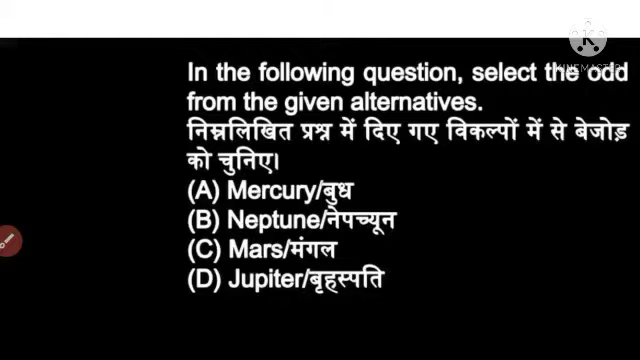 KINEMASTER
In the following question, select the odd
from the given alternatives.
निम्नलिखित प्रश्न में दिए गए विकल्पों में से बेजोड़
को चुनिए।
(A) Mercury/बुध
(B) Neptune/नेपच्यून
(C) Mars/मंगल
(D) Jupiter/बृहस्पति